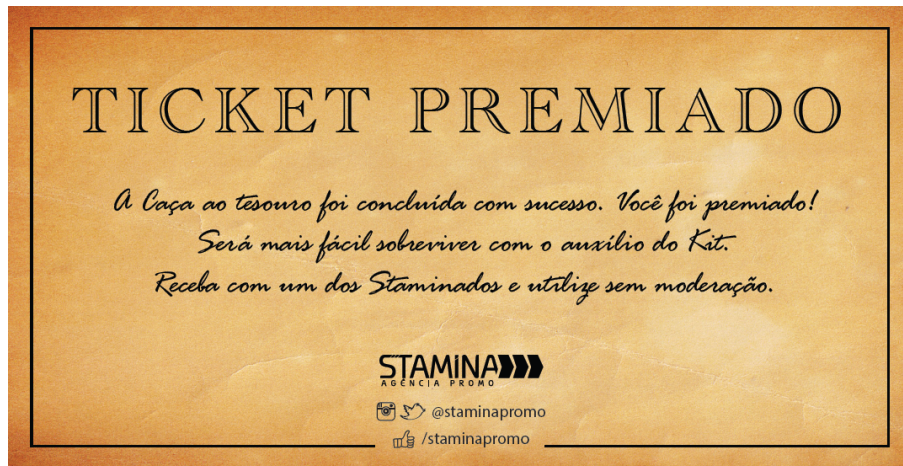 TICKET PREMIADO
A Caça ao tesouro foi concluída com sucesso. Você foi premiado!
Será mais fácil sobreviver com o auxílio do Kit.
Receba com um dos Staminados e utilize sem moderação.
STAMINA
AGÊNCIA PROMO
@staminapromo
/staminapromo